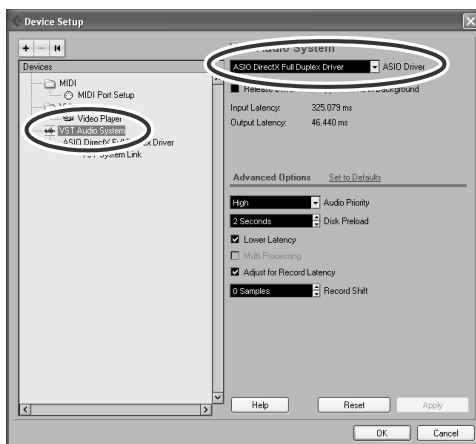 Device Setup
Devices
MIDI
MIDI Port Setup
Video Player
VST Audio System
ASIO DirectX Full Duplex Driver
VST System Link
Audio System
ASIO DirectX Full Duplex Driver
ASIO Driver
Release Background
Input Latency: 325.079 ms
Output Latency: 46.440 ms
Advanced Options Set to Defaults
High Audio Priority
2 Seconds Disk Preload
Lower Latency
Multi Processing
Adjust for Record Latency
0 Samples Record Shift
Help Reset Apply
OK Cancel